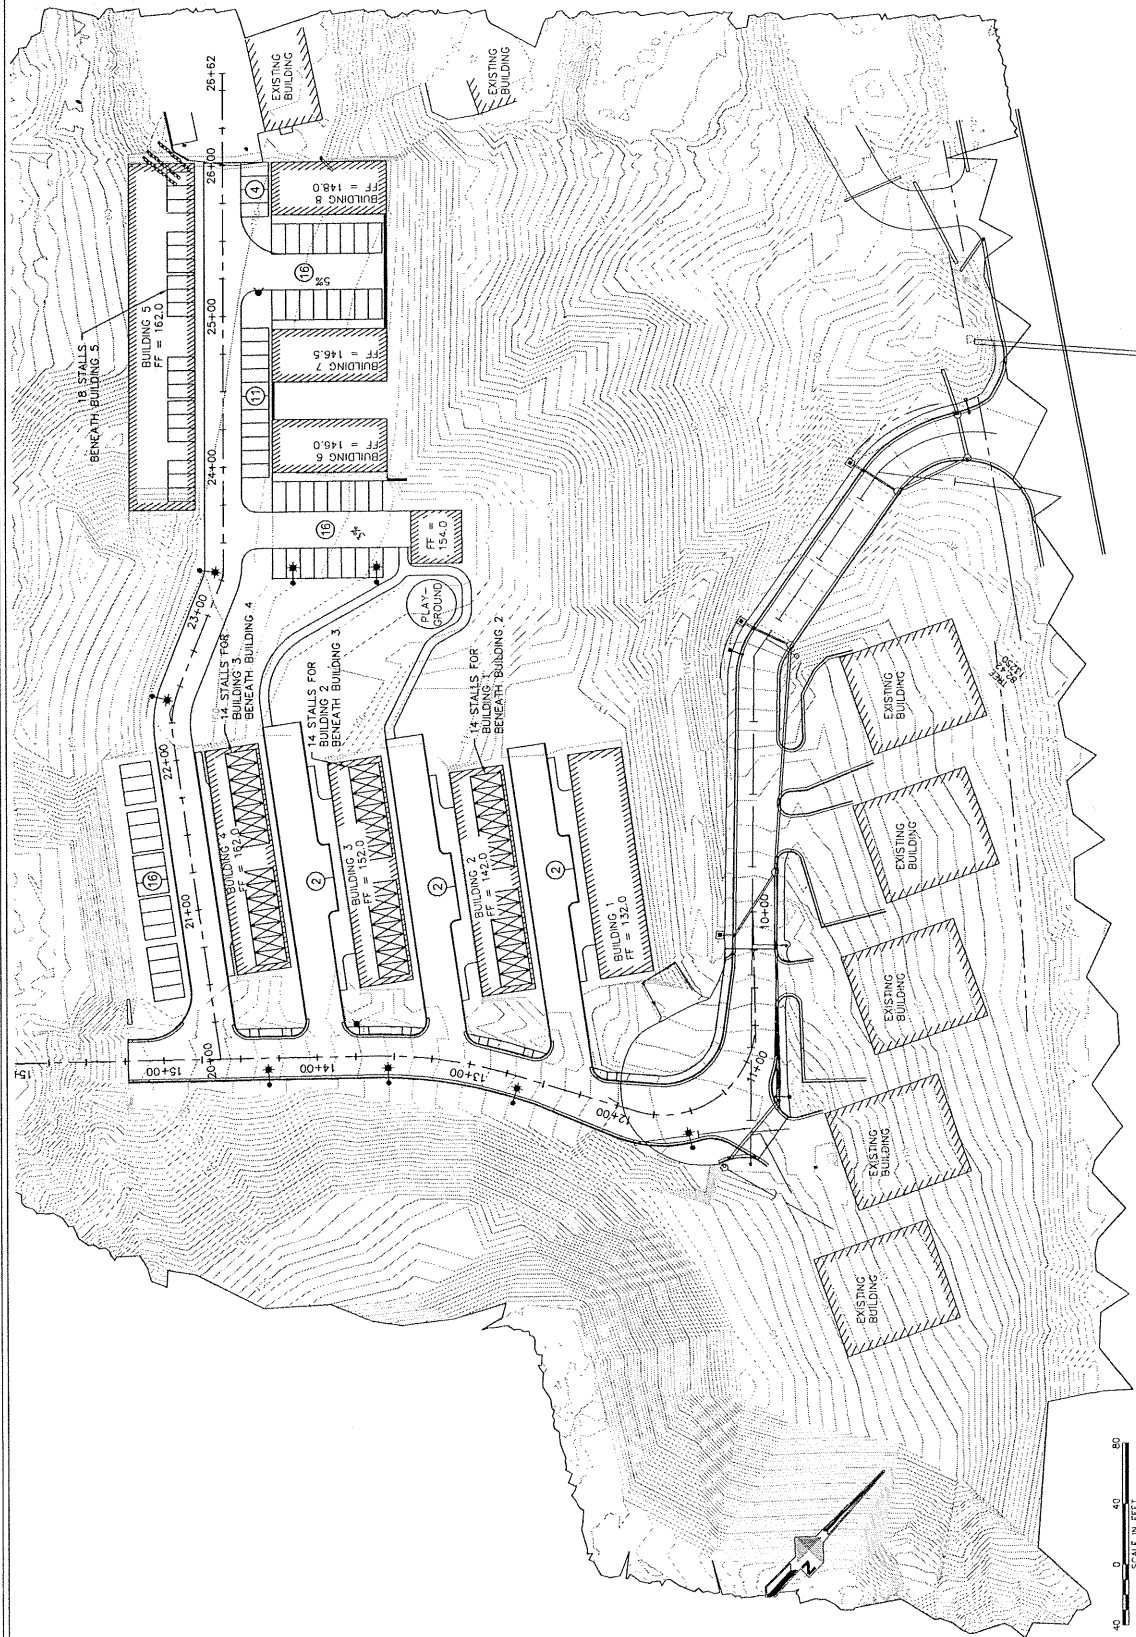 26+62
26+00
25+00
24+00
23+00
22+00
21+00
20+00
EXISTING
BUILDING
EXISTING
BUILDING
18 STALLS
BENEATH BUILDING 5
BUILDING 5
FF = 162.0
4
BUILDING 8
FF = 148.0
16
5%
BUILDING 7
FF = 146.5
11
BUILDING 6
FF = 146.0
16
5%
FF =
154.0
PLAY-
GROUND
14 STALLS FOR
BUILDING 3
BENEATH BUILDING 4
14 STALLS FOR
BUILDING 2
BENEATH BUILDING 3
14 STALLS FOR
BUILDING 1
BENEATH BUILDING 2
16
BUILDING 4
FF = 162.0
2
BUILDING 3
FF = 152.0
2
BUILDING 2
FF = 142.0
2
BUILDING 1
FF = 132.0
15+00
14+00
13+00
12+00
11+00
10+00
TREE
EXISTING
BUILDING
EXISTING
BUILDING
EXISTING
BUILDING
EXISTING
BUILDING
EXISTING
BUILDING
N
40 0 40 80
SCALE IN FEET